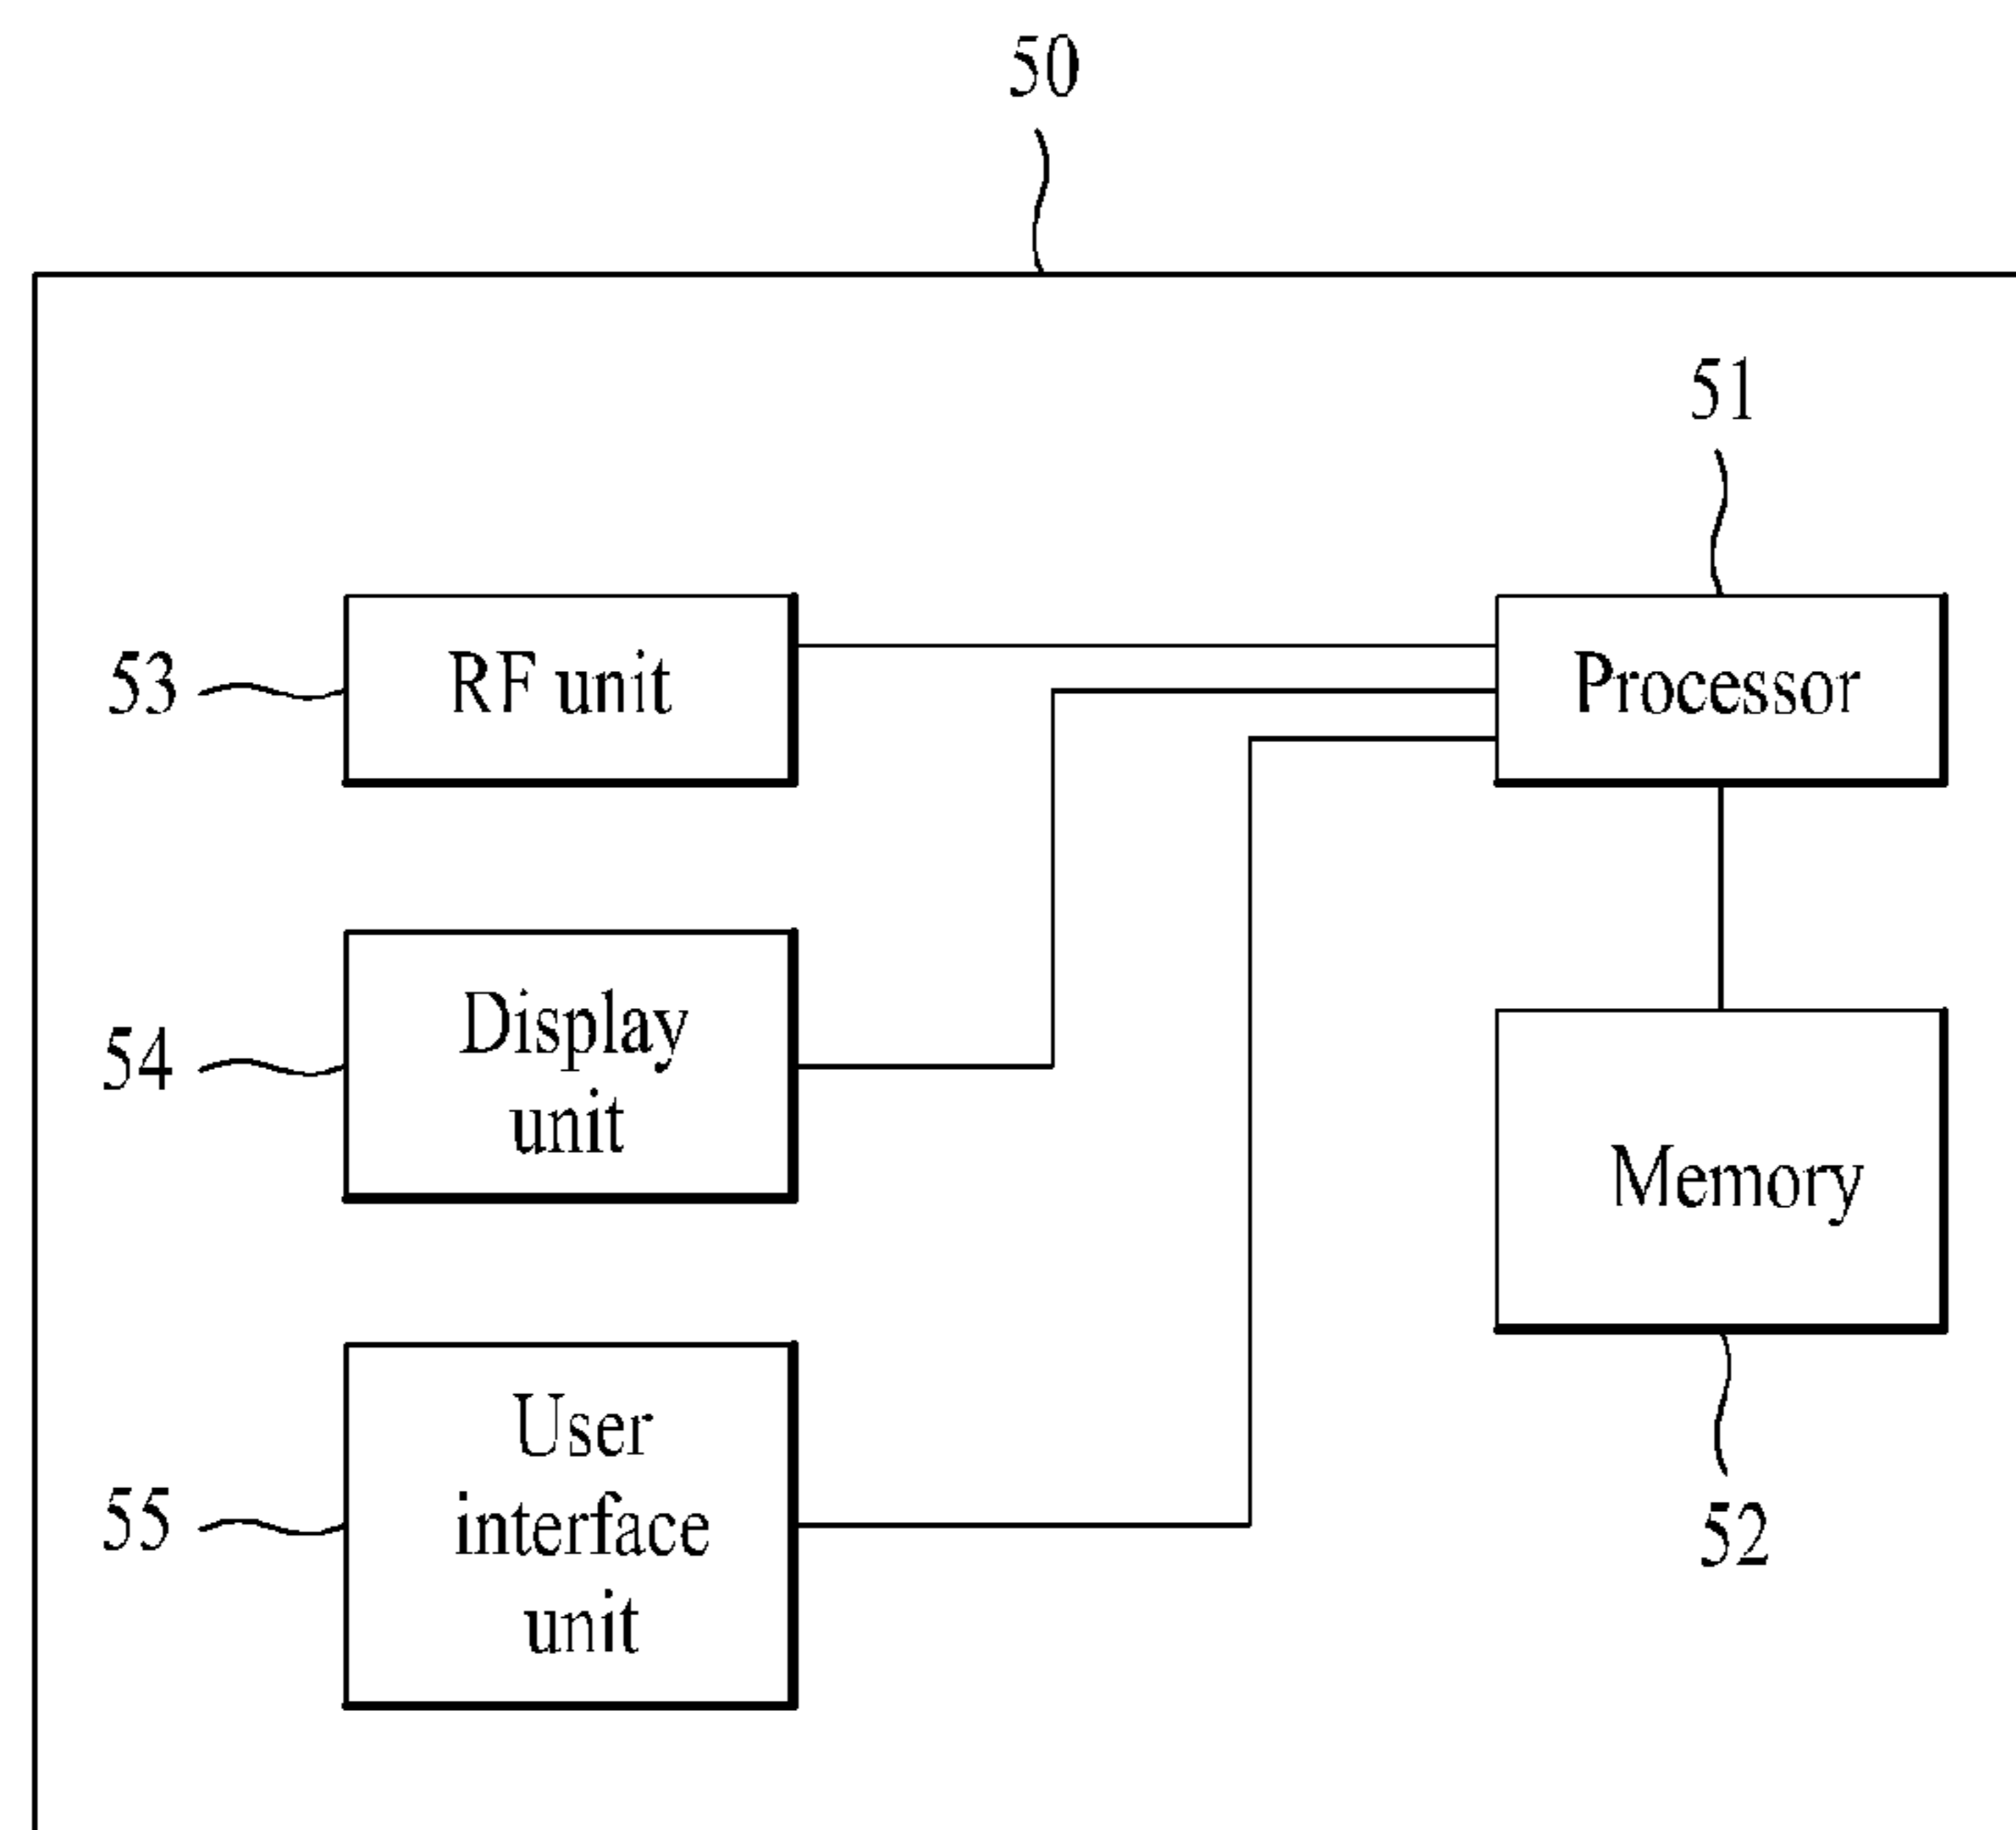 50
51
53
RF unit
Processor
54
Display
unit
Memory
55
User
interface
unit
52